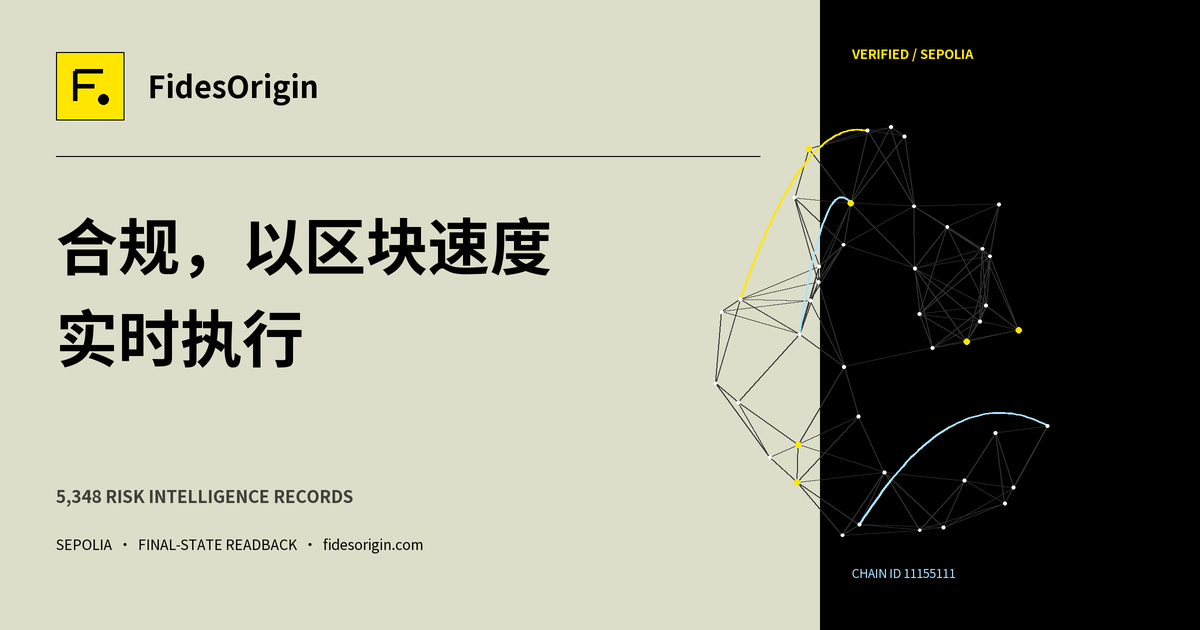 F.
FidesOrigin
VERIFIED / SEPOLIA
合规，以区块速度
实时执行
5,348 RISK INTELLIGENCE RECORDS
SEPOLIA • FINAL-STATE READBACK • fidesorigin.com
CHAIN ID 11155111